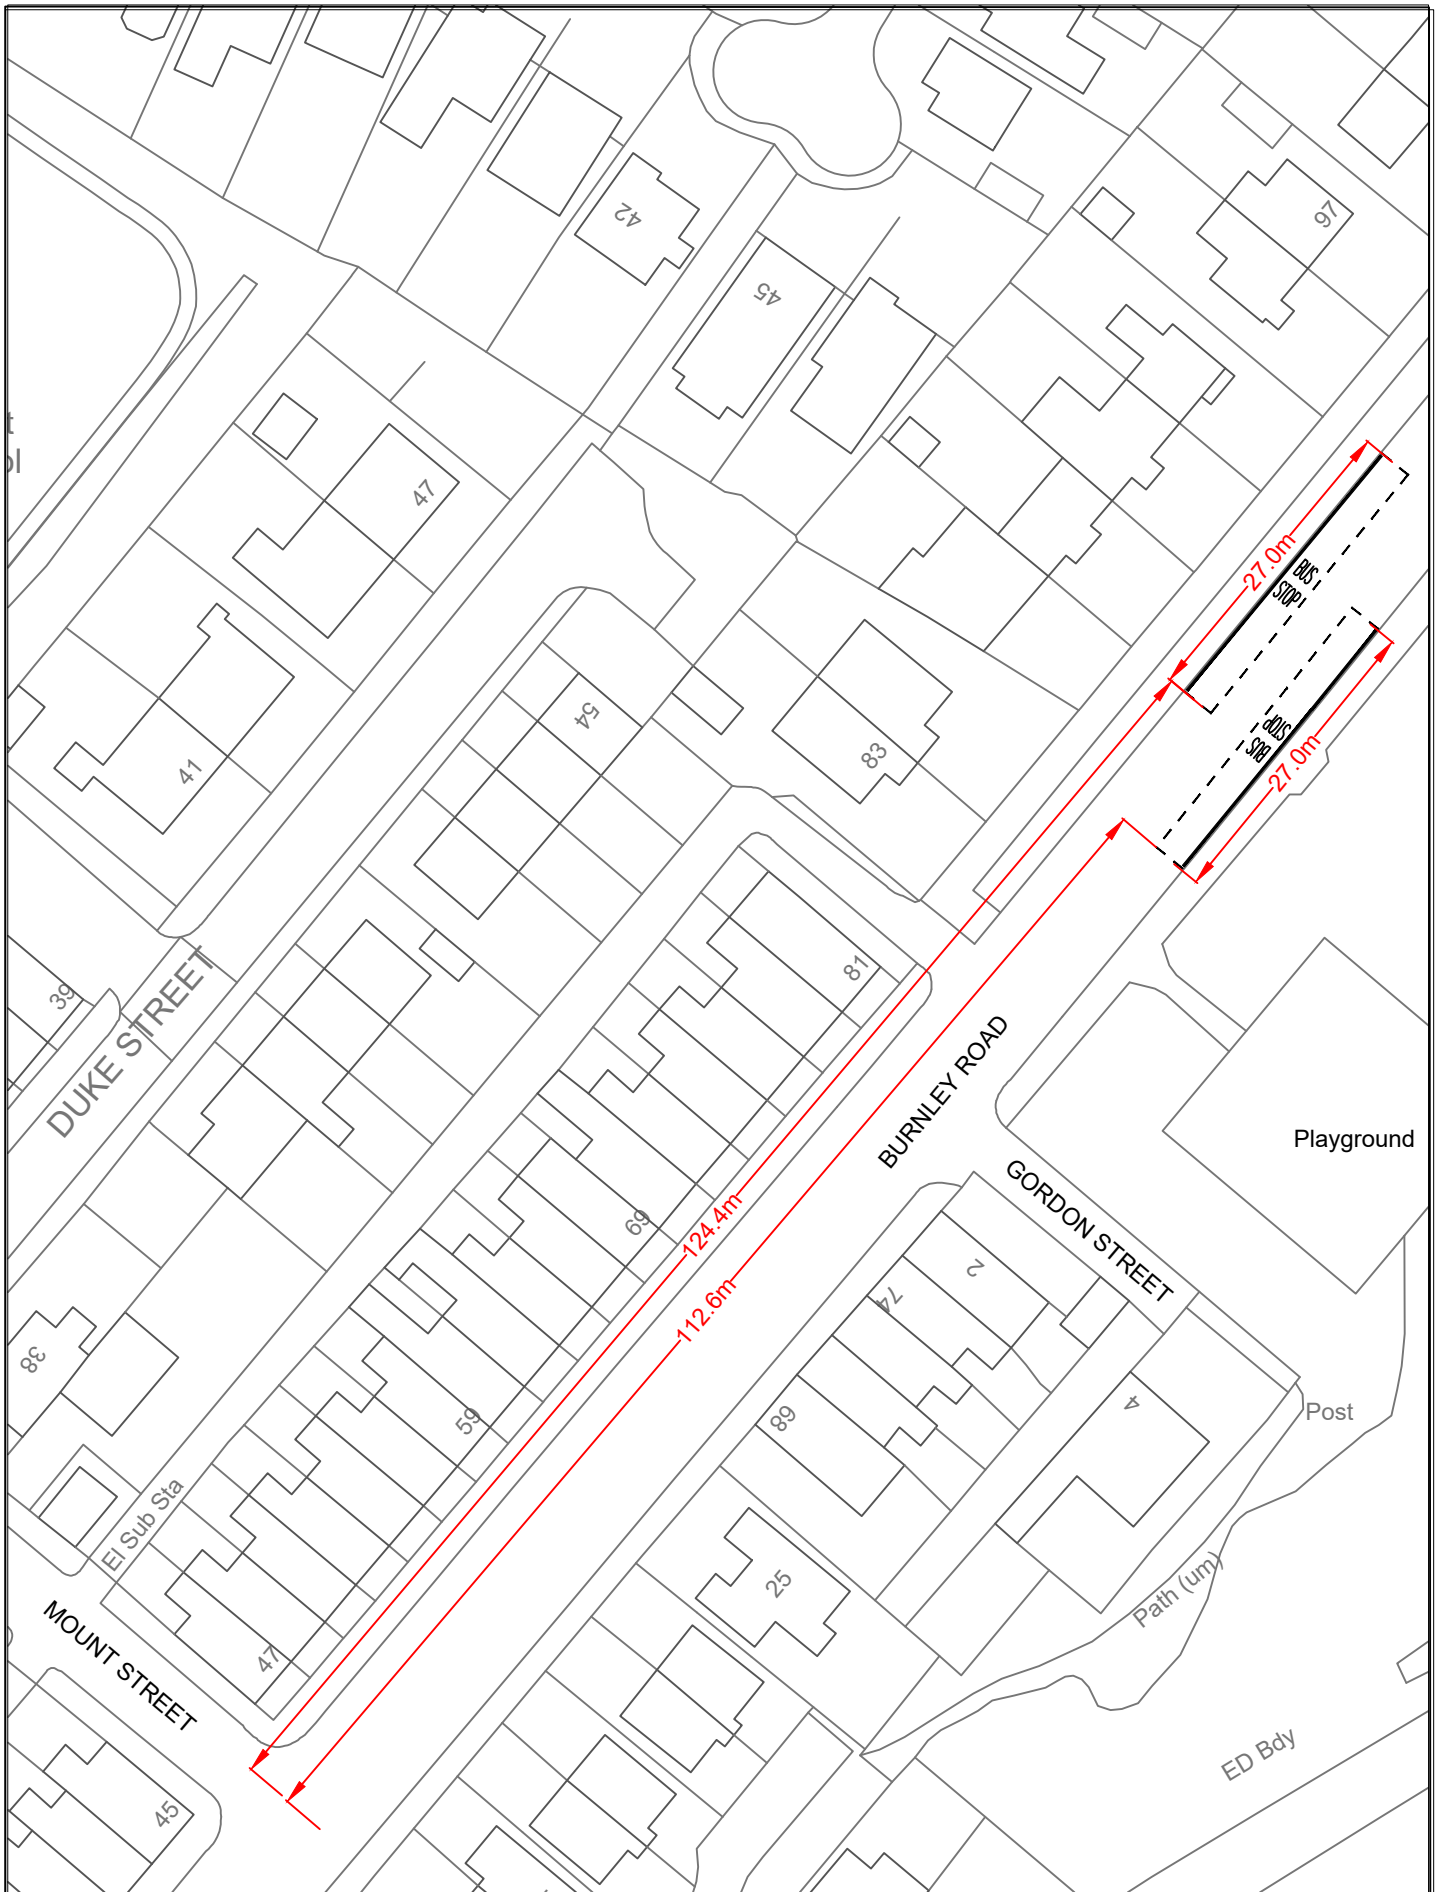 42
45
97
t
ol
47
27.0m
BUS
STOP
54
41
83
BUS
STOP
27.0m
39
DUKE STREET
81
BURNLEY ROAD
Playground
GORDON STREET
69
124.4m
112.6m
2
74
38
59
68
4
Post
El Sub Sta
25
Path (um)
MOUNT STREET
47
45
ED Bdy